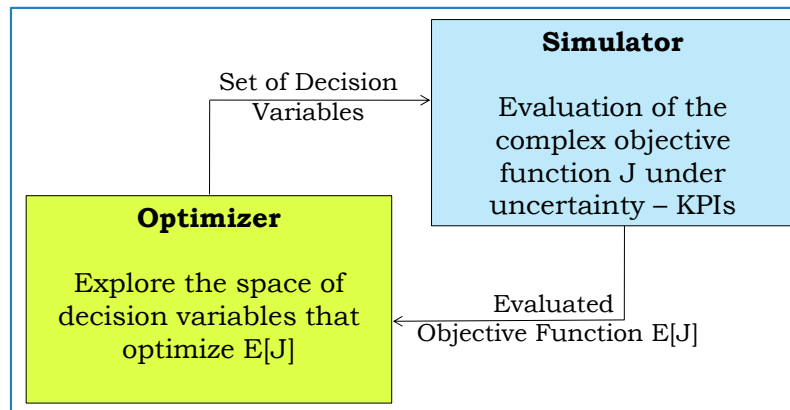 Simulator
Set of Decision
Variables
Evaluation of the
complex objective
function J under
uncertainty – KPIs
Optimizer
Explore the space of
decision variables that
optimize E[J]
Evaluated
Objective Function E[J]